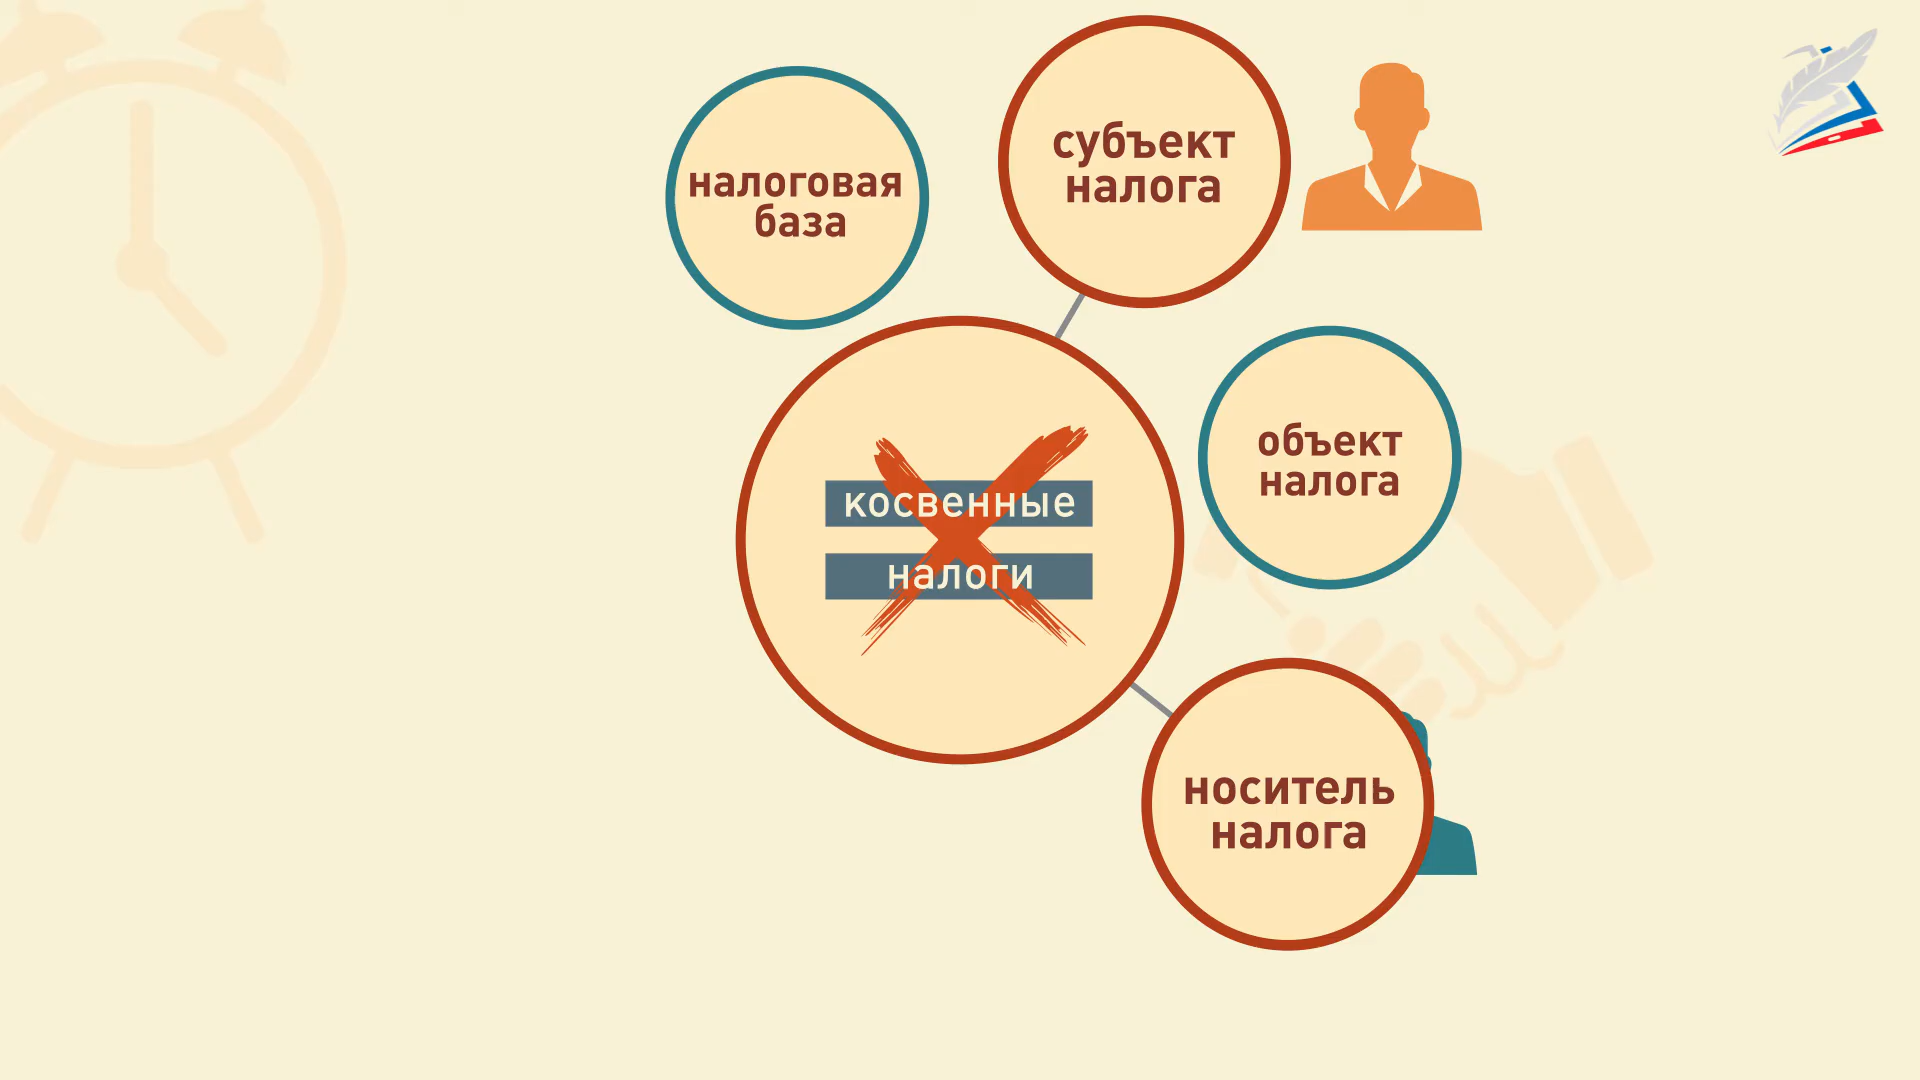 налоговая
база
субъект
налога
объект
налога
косвенные
налоги
носитель
налога